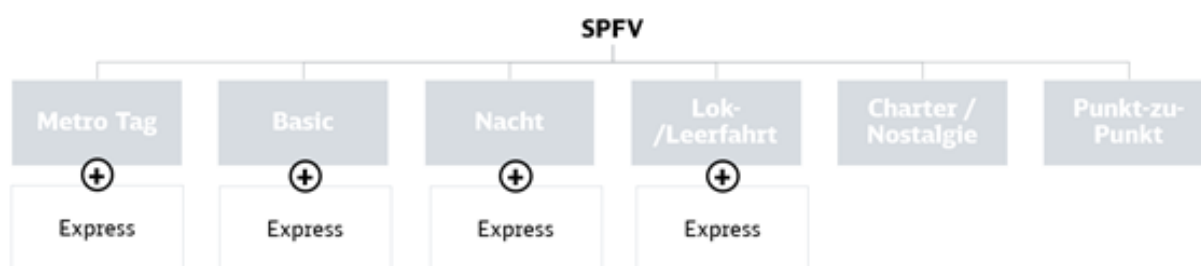 SPFV
Metro Tag
Basic
Nacht
Lok-
/Leerfahrt
Charter /
Nostalgie
Punkt-zu-
Punkt
Express
Express
Express
Express